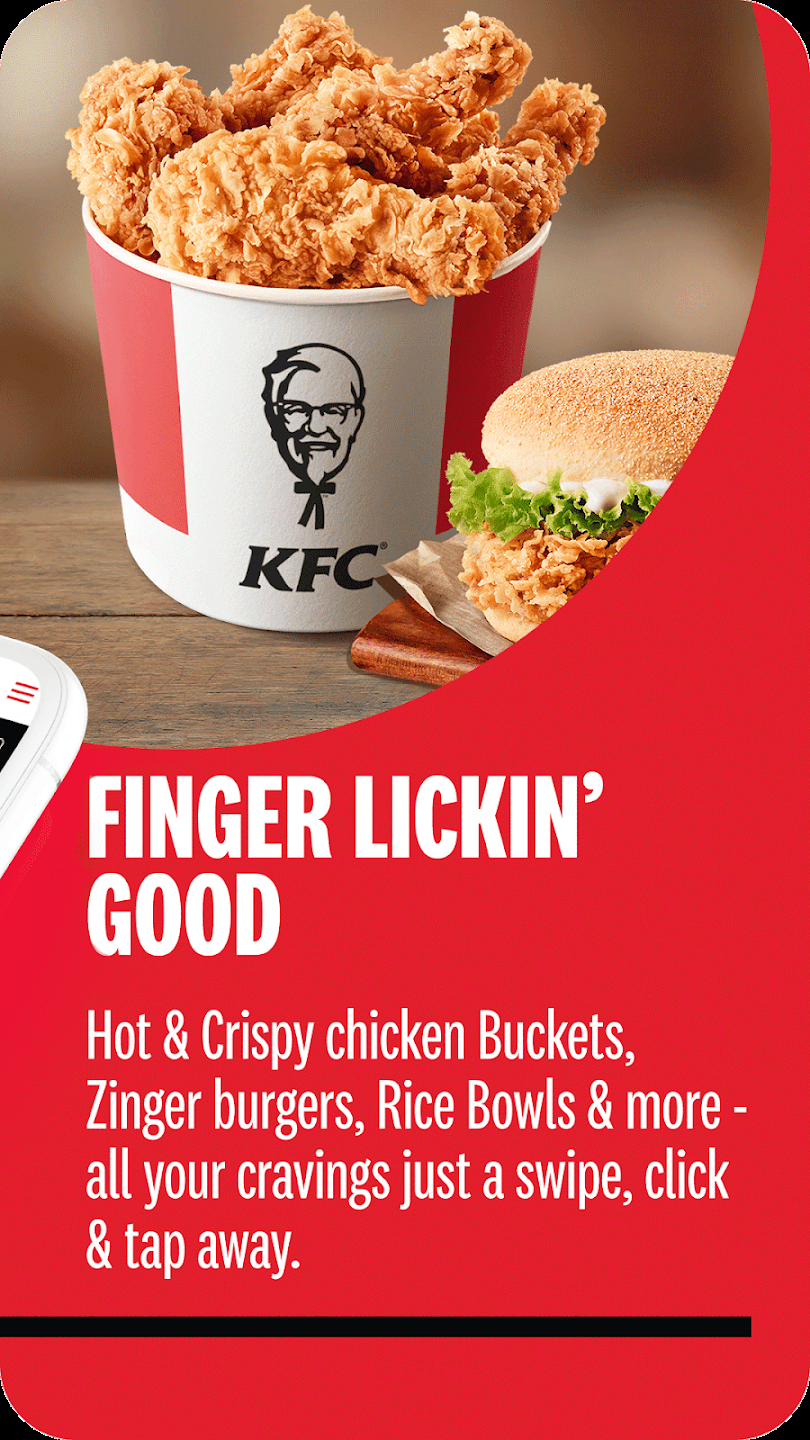 KFC®
FINGER LICKIN’
GOOD
Hot & Crispy chicken Buckets,
Zinger burgers, Rice Bowls & more -
all your cravings just a swipe, click
& tap away.